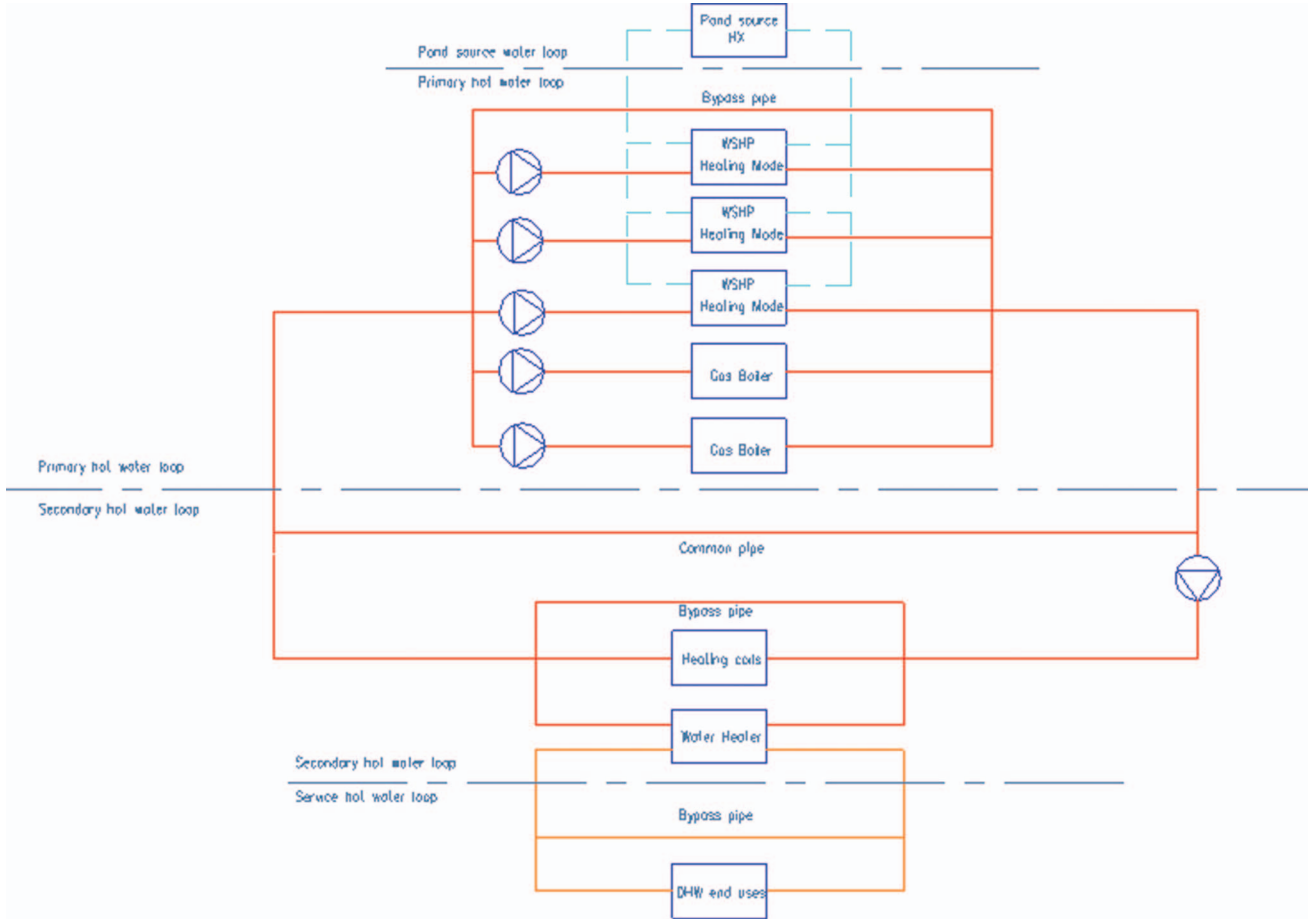 Pond source
HX
Pond source water loop
Primary hot water loop
Bypass pipe
WSHP
Heating Mode
WSHP
Heating Mode
WSHP
Heating Mode
Gas Boiler
Gas Boiler
Primary hot water loop
Secondary hot water loop
Common pipe
Bypass pipe
Heating coils
Water Heater
Secondary hot water loop
Service hot water loop
Bypass pipe
DHW end uses